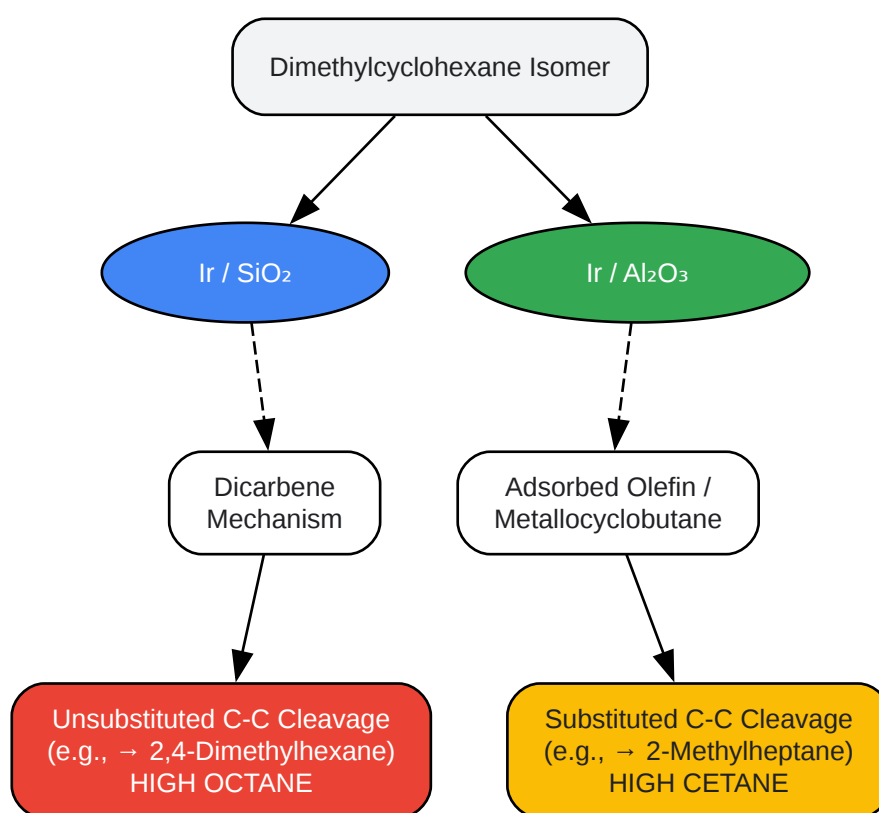 Dimethylcyclohexane Isomer
Ir / SiO₂
Ir / Al₂O₃
Dicarbene
Mechanism
Adsorbed Olefin /
Metallocyclobutane
Unsubstituted C-C Cleavage
(e.g., → 2,4-Dimethylhexane)
HIGH OCTANE
Substituted C-C Cleavage
(e.g., → 2-Methylheptane)
HIGH CETANE